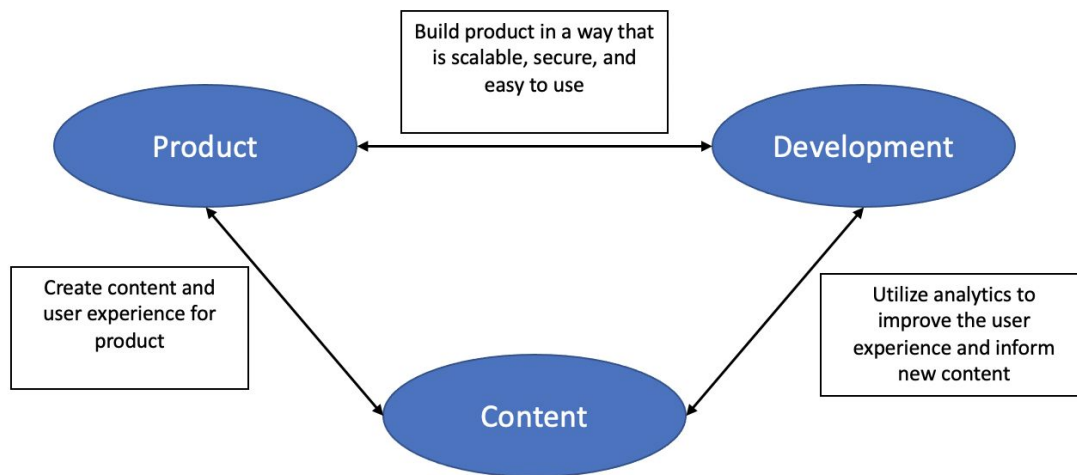 Build product in a way that
is scalable, secure, and
easy to use
Product
Development
Create content and
user experience for
product
Utilize analytics to
improve the user
experience and inform
new content
Content